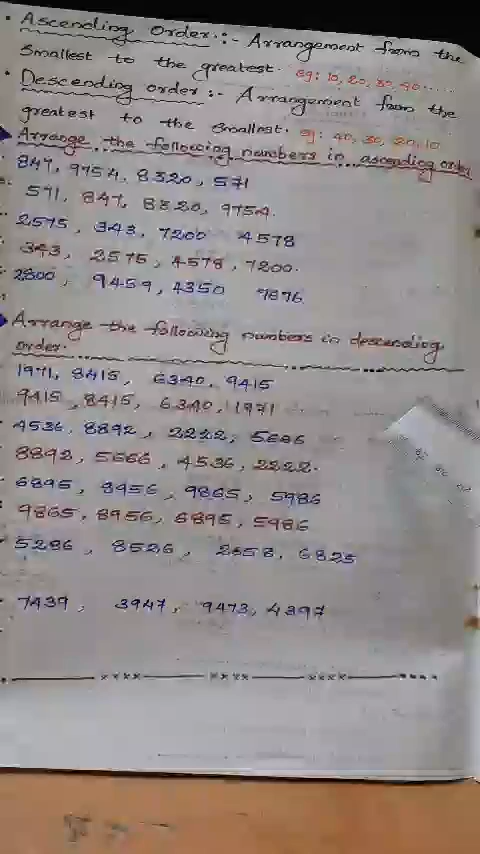 Ascending Order :- Arrangement from the
smallest to the greatest. eg: 10, 20, 30, 40.....
Descending order :- Arrangement from the
greatest to the smallest. eg: 40, 30, 20, 10
Arrange the following numbers in ascending order
847, 9754, 8320, 571
571, 847, 8320, 9754.
2575, 343, 7200 4578
343, 2575, 4578, 7200.
2800, 9459, 4350 7876
Arrange the following numbers in descending
order.
1971, 8415, 6340, 9415
9415, 8415, 6340, 1971
4536, 8892, 2222, 5666
8892, 5666, 4536, 2222.
6895, 8956, 9865, 5986
9865, 8956, 6895, 5986
5286, 8526, 2658, 6825
7439, 3947, 9473, 4397